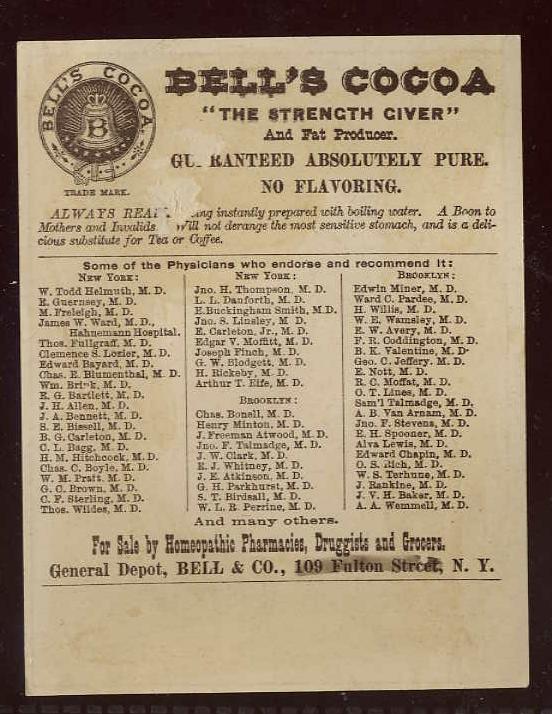 BELL'S COCOA
B
TRADE MARK.
BELL'S COCOA
"THE STRENGTH GIVER"
And Fat Producer.
GU RANTEED ABSOLUTELY PURE.
NO FLAVORING.
ALWAYS REA ing instantly prepared with boiling water. A Boon to
Mothers and Invalids. Will not derange the most sensitive stomach, and is a deli-
cious substitute for Tea or Coffee.
Some of the Physicians who endorse and recommend It:
NEW YORK:
W. Todd Helmuth, M. D.
E. Guernsey, M. D.
M. Freleigh, M. D.
James W. Ward, M. D.,
Hahnemann Hospital.
Thos. Fullgraff, M. D.
Clemence S. Lozier, M. D.
Edward Bayard, M. D.
Chas. E. Blumenthal, M. D.
Wm. Brink, M. D.
E. G. Bartlett, M. D.
J. H. Allen, M. D.
J. A. Bennett, M. D.
S. E. Bissell, M. D.
B. G. Carleton, M. D.
C. L. Bagg, M. D.
H. M. Hitchcock, M. D.
Chas. C. Boyle, M. D.
W. M. Pratt, M. D.
G. C. Brown, M. D.
C. F. Sterling, M. D.
Thos. Wildes, M. D.
NEW YORK:
Jno. H. Thompson, M. D.
L. L. Danforth, M. D.
E. Buckingham Smith, M. D.
Jno. S. Linsley, M. D.
E. Carleton, Jr., M. D.
Edgar V. Moffitt, M. D.
Joseph Finch, M. D.
G. W. Blodgett, M. D.
H. Rickeby, M. D.
Arthur T. Eife, M. D.
BROOKLYN:
Chas. Bonell, M. D.
Henry Minton, M. D.
J. Freeman Atwood, M. D.
Jno. F. Talmadge, M. D.
J. W. Clark, M. D.
R. J. Whitney, M. D.
J. E. Atkinson, M. D.
G. H. Parkhurst, M. D.
S. T. Birdsall, M. D.
W. L. R. Perrine, M. D.
BROOKLYN:
Edwin Miner, M. D.
Ward C. Pardee, M. D.
H. Willis, M. D.
W. E. Wamsley, M. D.
E. W. Avery, M. D.
F. R. Coddington, M. D.
B. K. Valentine, M. D.
Geo. C. Jeffery, M. D.
E. Nott, M. D.
R. C. Moffat, M. D.
O. T. Lines, M. D.
Sam'l Talmadge, M. D.
A. B. Van Arnam, M. D.
Jno. F. Stevens, M. D.
E. H. Spooner, M. D.
Alva Lewis, M. D.
Edward Chapin, M. D.
O. S. Rich, M. D.
W. S. Terhune, M. D.
J. Rankine, M. D.
J. V. H. Baker, M. D.
A. A. Wemmell, M. D.
And many others.
For Sale by Homeopathic Pharmacies, Druggists and Grocers.
General Depot, BELL & CO., 109 Fulton Street, N. Y.